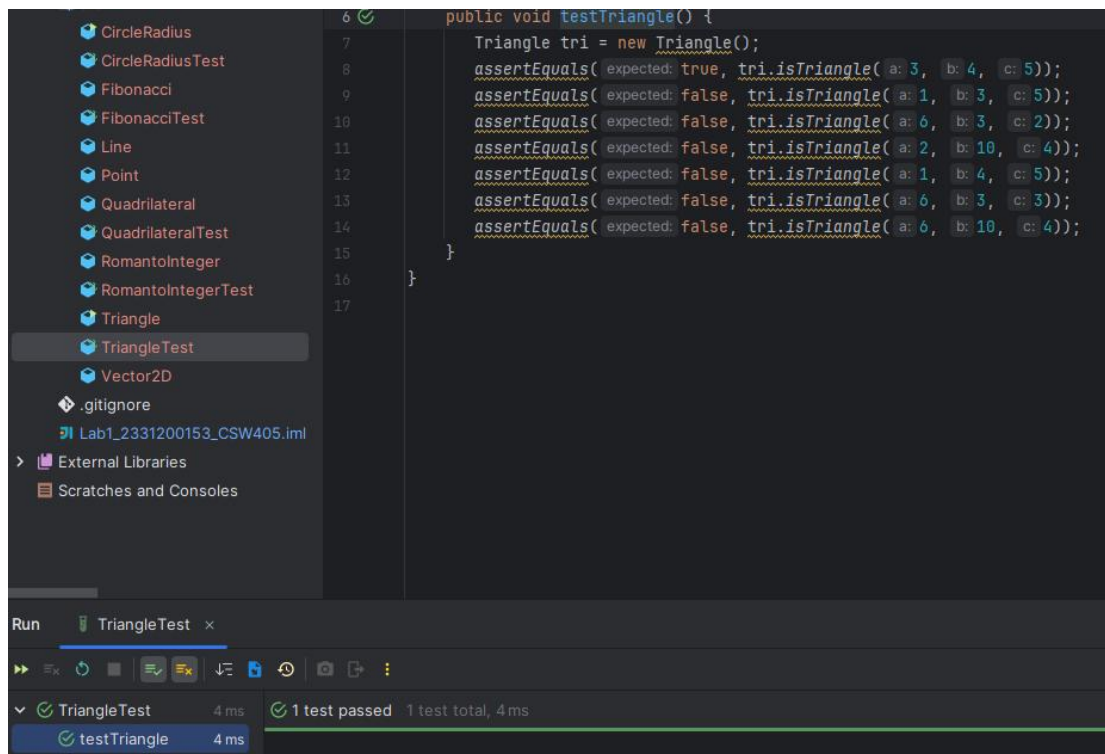 CircleRadius
CircleRadiusTest
Fibonacci
FibonacciTest
Line
Point
Quadrilateral
QuadrilateralTest
RomantoInteger
RomantoIntegerTest
Triangle
TriangleTest
Vector2D
.gitignore
Lab1_2331200153_CSW405.iml
External Libraries
Scratches and Consoles
6 public void testTriangle() {
7 Triangle tri = new Triangle();
8 assertEquals( expected: true, tri.isTriangle( a: 3, b: 4, c: 5));
9 assertEquals( expected: false, tri.isTriangle( a: 1, b: 3, c: 5));
10 assertEquals( expected: false, tri.isTriangle( a: 6, b: 3, c: 2));
11 assertEquals( expected: false, tri.isTriangle( a: 2, b: 10, c: 4));
12 assertEquals( expected: false, tri.isTriangle( a: 1, b: 4, c: 5));
13 assertEquals( expected: false, tri.isTriangle( a: 6, b: 3, c: 3));
14 assertEquals( expected: false, tri.isTriangle( a: 6, b: 10, c: 4));
15 }
16 }
17
Run TriangleTest ×
TriangleTest 4 ms
testTriangle 4 ms
1 test passed 1 test total, 4 ms